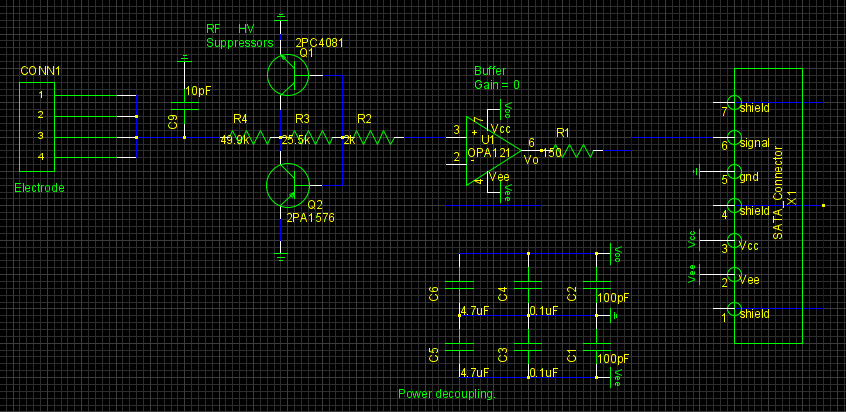 RF HV
Suppressors
2PC4081
Q1
CONN1
1
2
3
4
Electrode
10pF
C9
R4
49.9k
R3
25.5k
R2
2k
Q2
2PA1576
Buffer
Gain = 0
3
+
7
Vcc
Vcc
U1
OPA121
2
-
4
Vee
Vee
6
Vo
R1
150
7
shield
6
signal
5
gnd
4
shield
Vcc
3
Vcc
Vee
2
Vee
1
shield
SATA_Connector
X1
C6
4.7uF
C4
0.1uF
C2
100pF
Vcc
C5
4.7uF
C3
0.1uF
C1
100pF
Vee
Power decoupling.